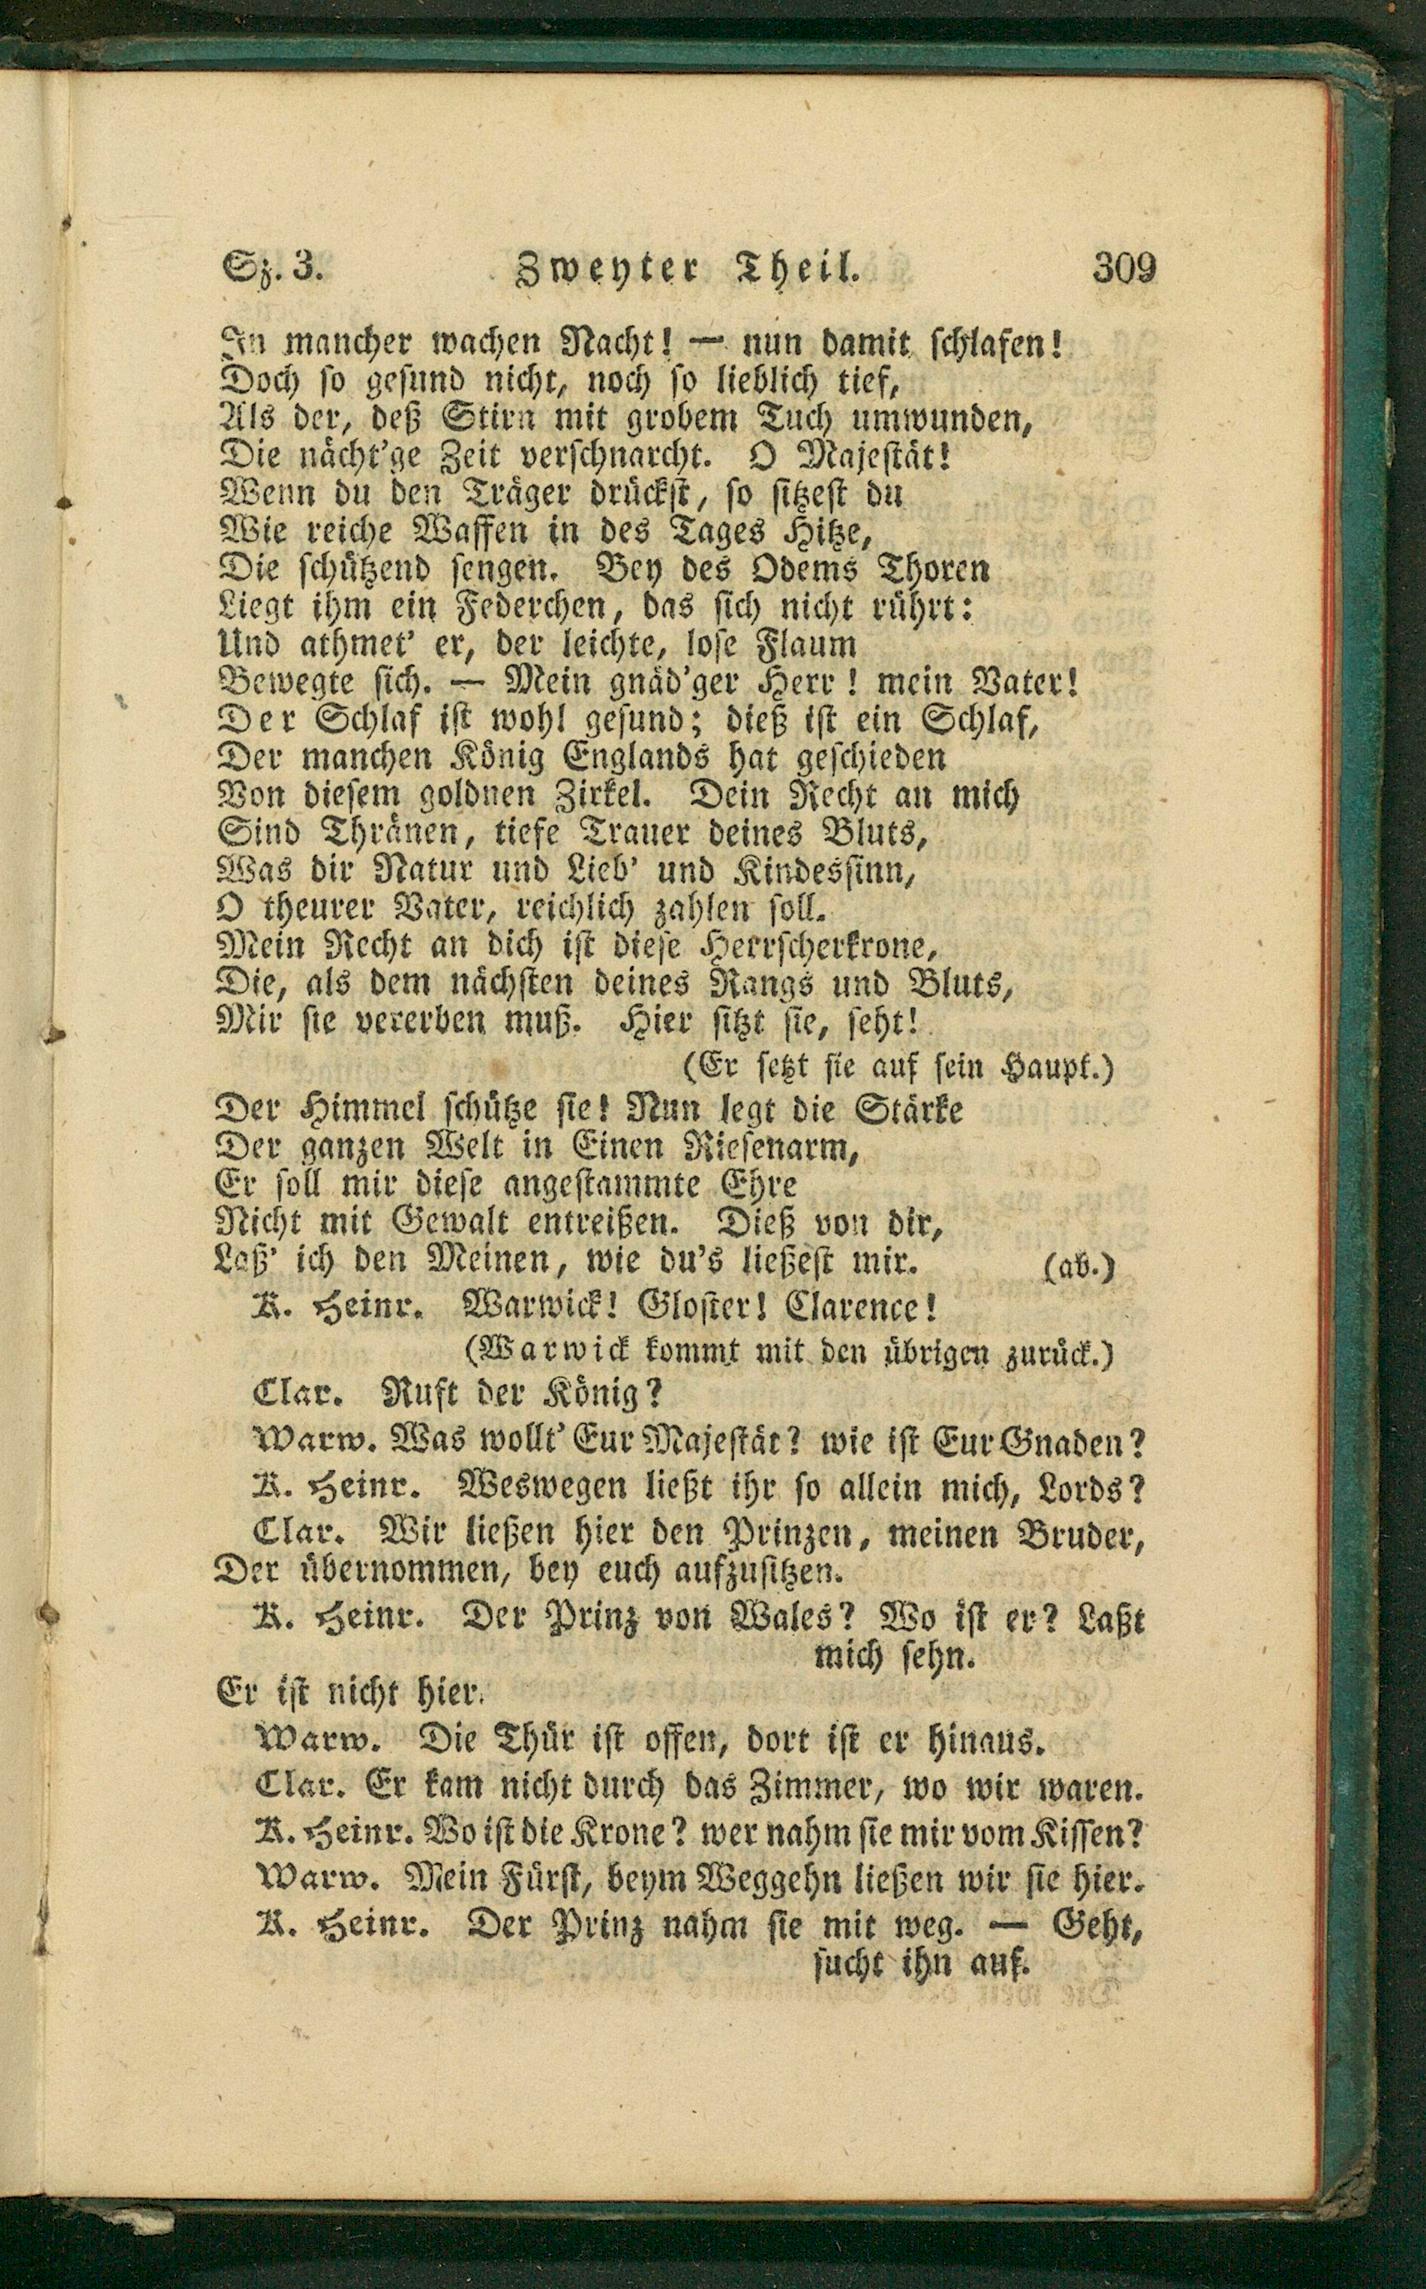 Sz. 3. Zweyter Theil. 309
In mancher wachen Nacht! — nun damit schlafen!
Doch so gesund nicht, noch so lieblich tief,
Als der, deß Stirn mit grobem Tuch umwunden,
Die nächt'ge Zeit verschnarcht. O Majestät!
Wenn du den Träger drückst, so sitzest du
Wie reiche Waffen in des Tages Hitze,
Die schützend sengen. Bey des Odems Thoren
Liegt ihm ein Federchen, das sich nicht rührt:
Und athmet' er, der leichte, lose Flaum
Bewegte sich. — Mein gnäd'ger Herr! mein Vater!
Der Schlaf ist wohl gesund; dieß ist ein Schlaf,
Der manchen König Englands hat geschieden
Von diesem goldnen Zirkel. Dein Recht an mich
Sind Thränen, tiefe Trauer deines Bluts,
Was dir Natur und Lieb' und Kindessinn,
O theurer Vater, reichlich zahlen soll.
Mein Recht an dich ist diese Herrscherkrone,
Die, als dem nächsten deines Rangs und Bluts,
Mir sie vererben muß. Hier sitzt sie, seht!
(Er setzt sie auf sein Haupt.)
Der Himmel schütze sie! Nun legt die Stärke
Der ganzen Welt in Einen Riesenarm,
Er soll mir diese angestammte Ehre
Nicht mit Gewalt entreißen. Dieß von dir,
Laß' ich den Meinen, wie du's ließest mir. (ab.)
K. Heinr. Warwick! Gloster! Clarence!
(Warwick kommt mit den übrigen zurück.)
Clar. Ruft der König?
Warw. Was wollt' Eur Majestät? wie ist Eur Gnaden?
K. Heinr. Weswegen ließt ihr so allein mich, Lords?
Clar. Wir ließen hier den Prinzen, meinen Bruder,
Der übernommen, bey euch aufzusitzen.
K. Heinr. Der Prinz von Wales? Wo ist er? Laßt
mich sehn.
Er ist nicht hier.
Warw. Die Thür ist offen, dort ist er hinaus.
Clar. Er kam nicht durch das Zimmer, wo wir waren.
K. Heinr. Wo ist die Krone? wer nahm sie mir vom Kissen?
Warw. Mein Fürst, beym Weggehn ließen wir sie hier.
K. Heinr. Der Prinz nahm sie mit weg. — Geht,
sucht ihn auf.